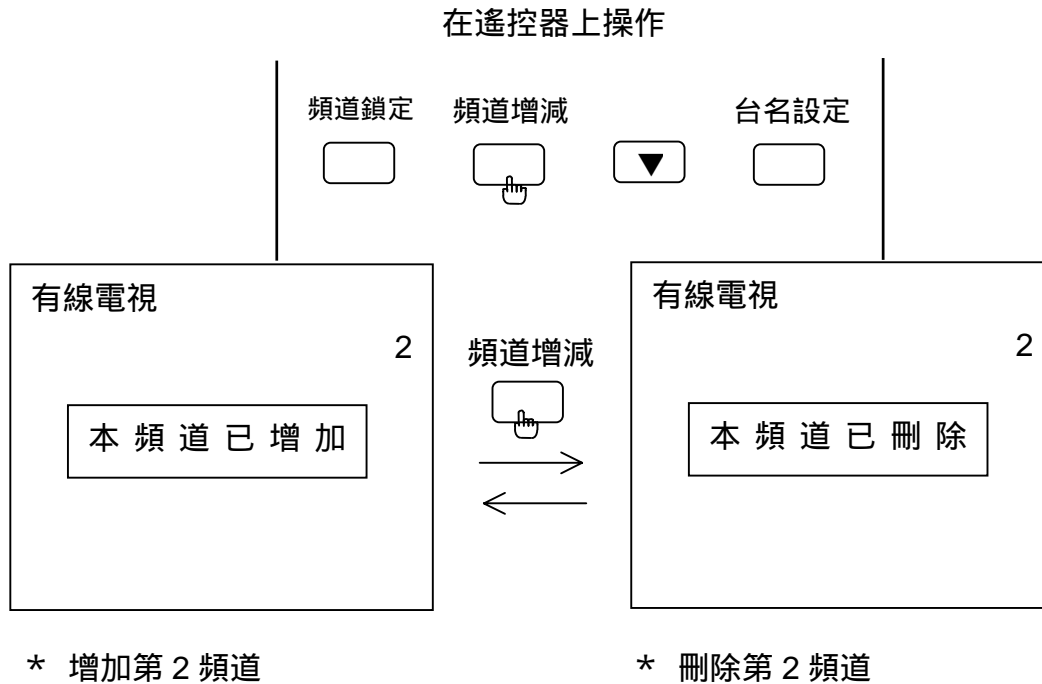 在遙控器上操作
頻道鎖定 頻道增減 ▼ 台名設定
有線電視
2
本頻道已增加
頻道增減
有線電視
2
本頻道已刪除
* 增加第 2 頻道
* 刪除第 2 頻道